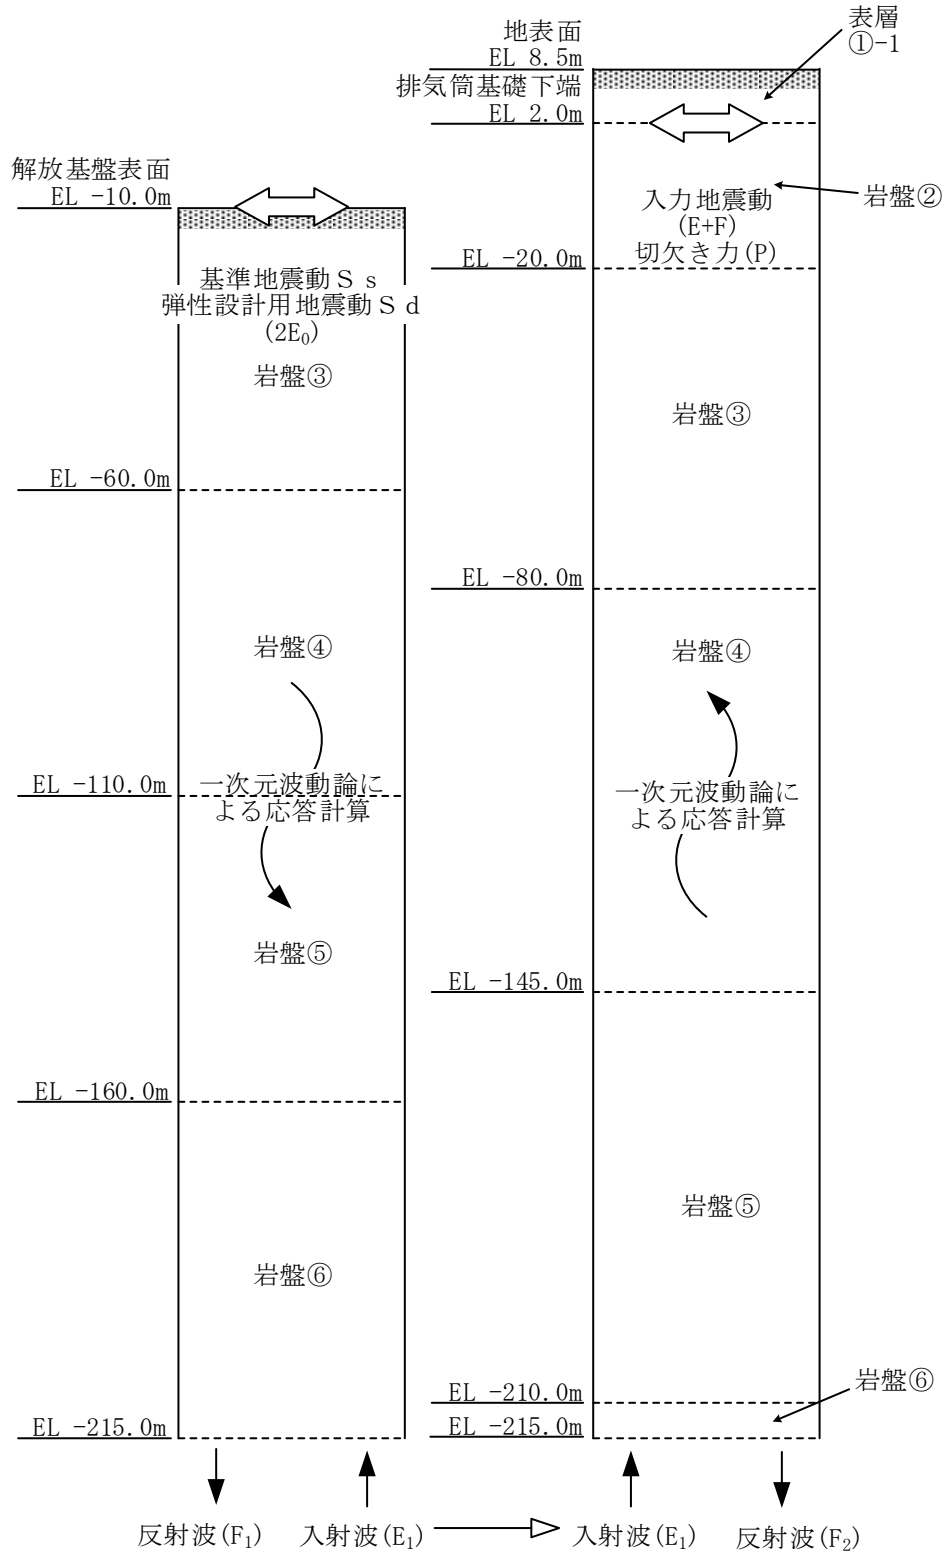 解放基盤表面
EL -10.0m
基準地震動Ｓｓ
弾性設計用地震動Ｓｄ
(2E₀)
岩盤③
EL -60.0m
岩盤④
EL -110.0m
一次元波動論に
よる応答計算
岩盤⑤
EL -160.0m
岩盤⑥
EL -215.0m
反射波(F₁)
入射波(E₁)
表層
①-1
地表面
EL 8.5m
排気筒基礎下端
EL 2.0m
岩盤②
入力地震動
(E+F)
切欠き力(P)
EL -20.0m
岩盤③
EL -80.0m
岩盤④
一次元波動論に
よる応答計算
EL -145.0m
岩盤⑤
EL -210.0m
岩盤⑥
EL -215.0m
入射波(E₁)
反射波(F₂)